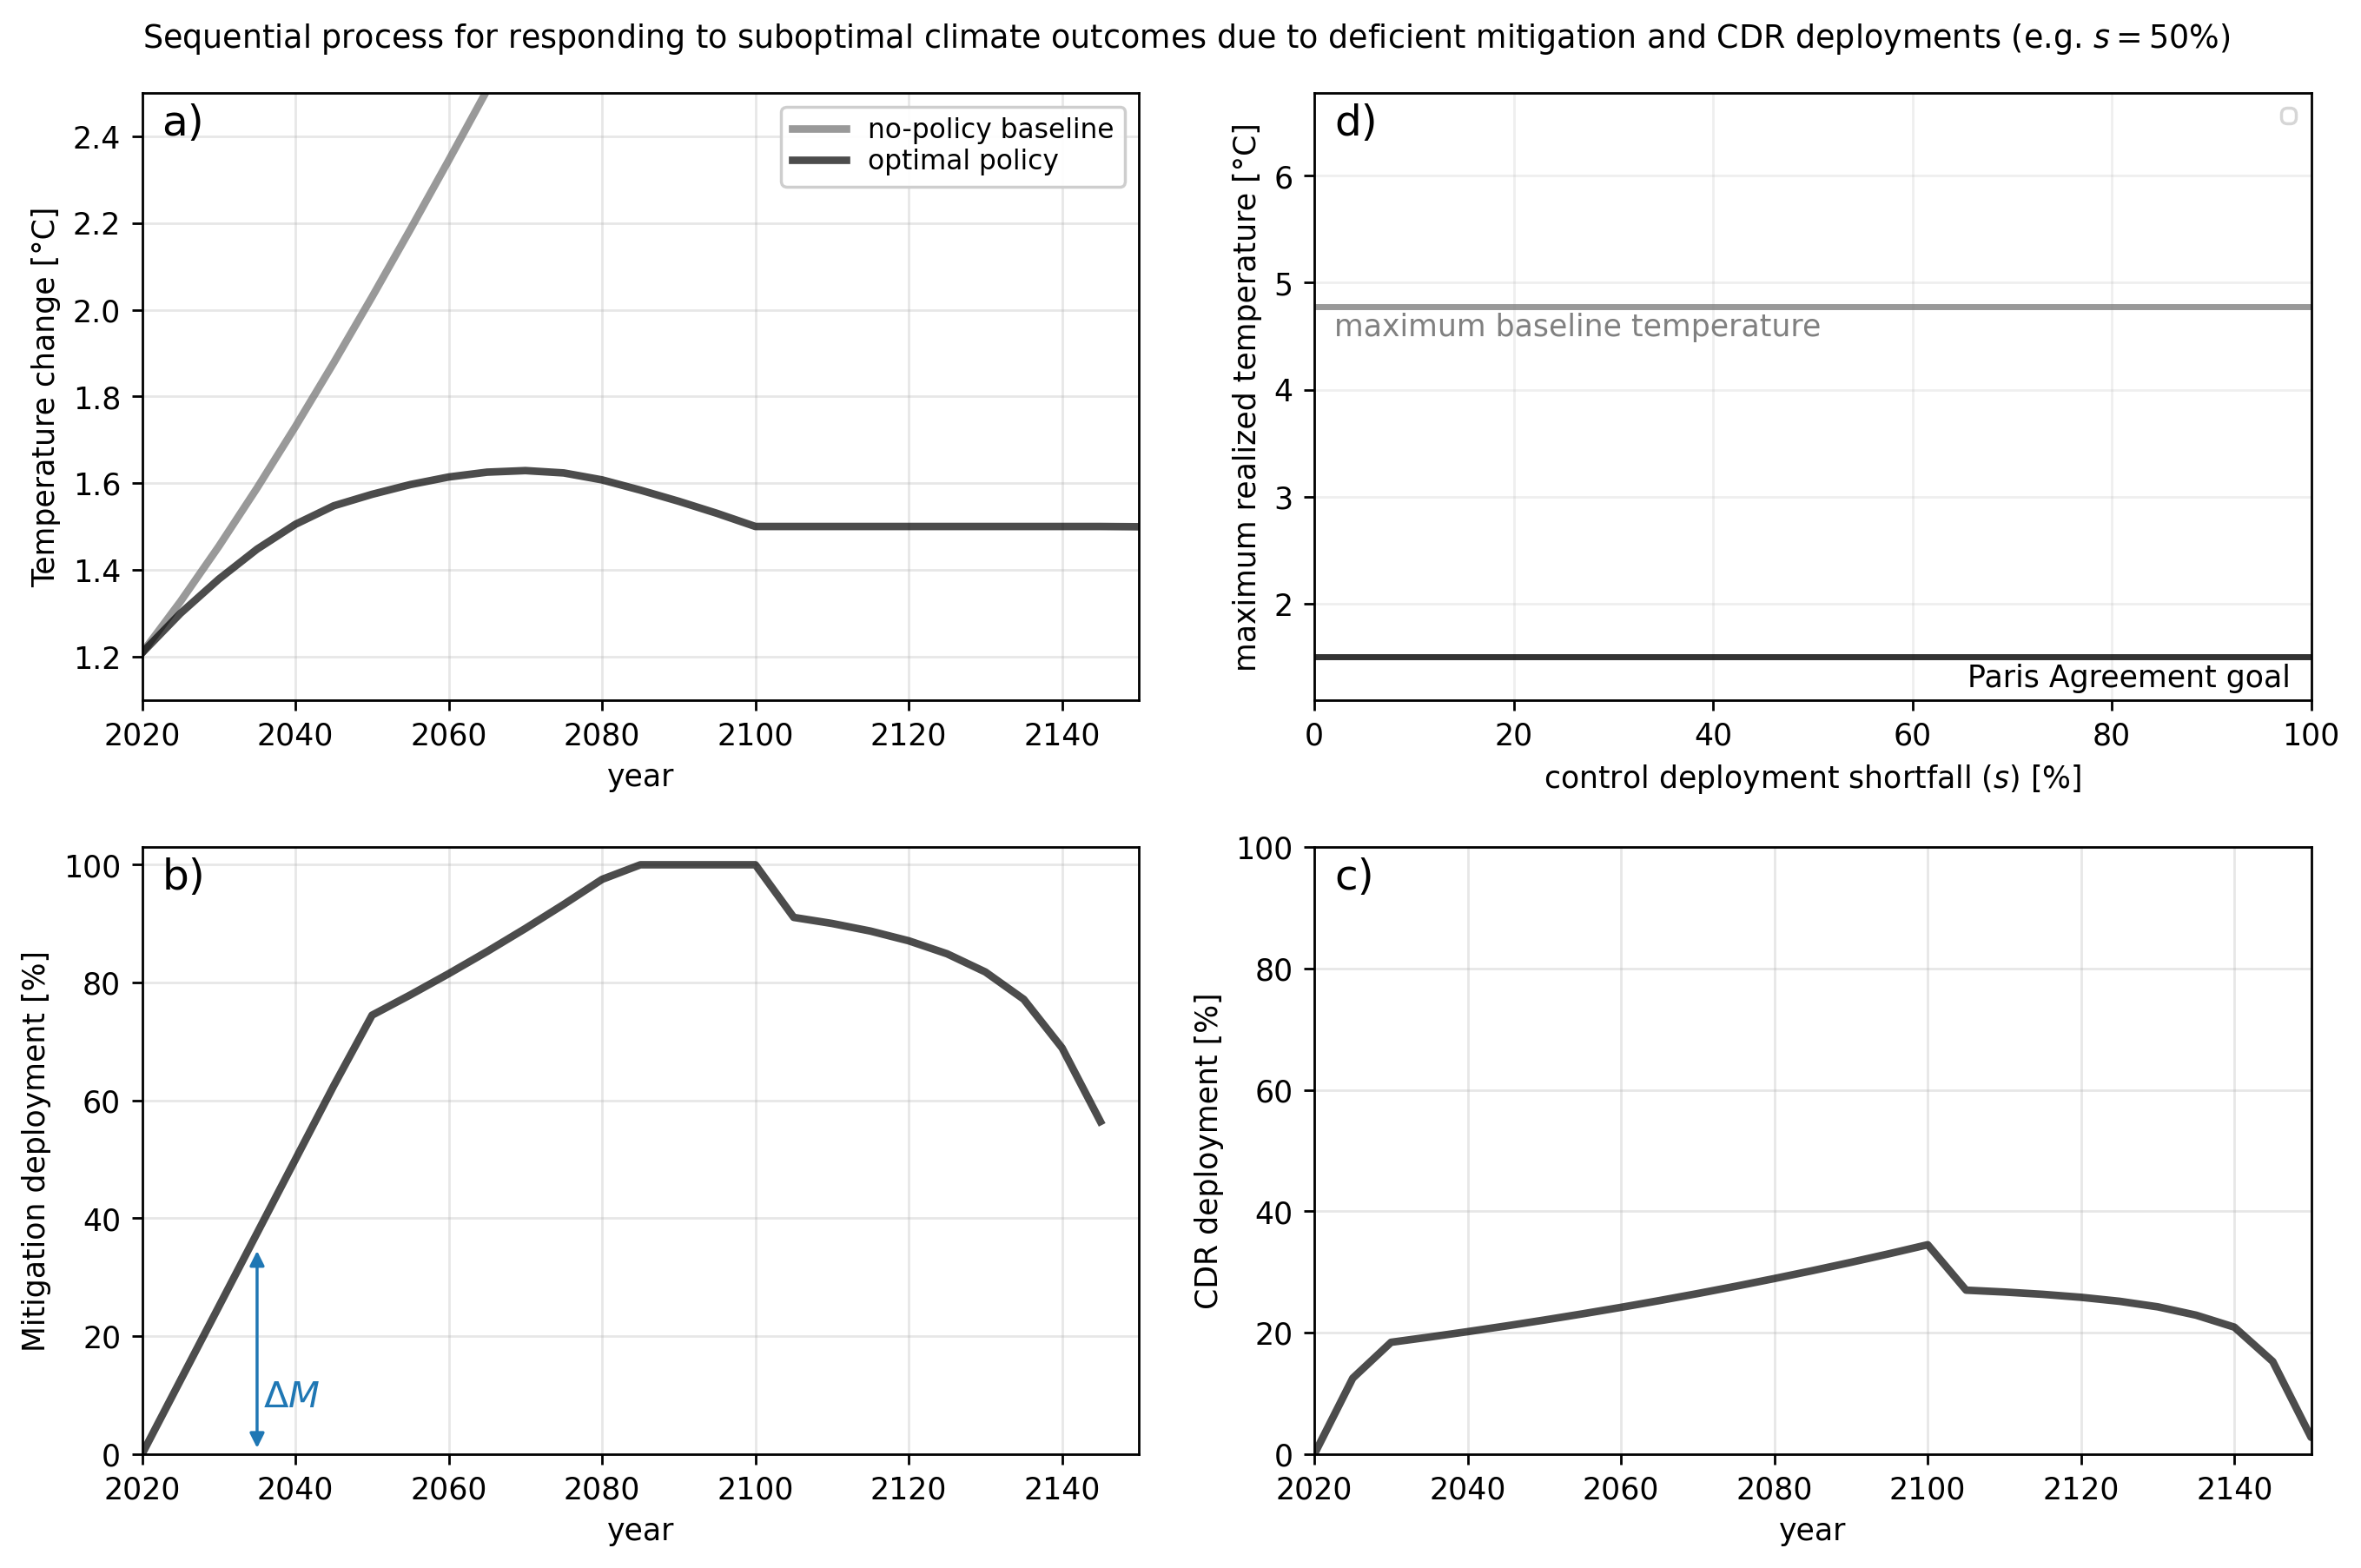 Sequential process for responding to suboptimal climate outcomes due to deficient mitigation and CDR deployments (e.g. s = 50%)
a)
no-policy baseline
optimal policy
Temperature change [°C]
2.4
2.2
2.0
1.8
1.6
1.4
1.2
2020 2040 2060 2080 2100 2120 2140
year
d)
maximum realized temperature [°C]
6
5
4
3
2
maximum baseline temperature
Paris Agreement goal
0 20 40 60 80 100
control deployment shortfall (s) [%]
b)
Mitigation deployment [%]
100
80
60
40
20
0
ΔM
2020 2040 2060 2080 2100 2120 2140
year
c)
CDR deployment [%]
100
80
60
40
20
0
2020 2040 2060 2080 2100 2120 2140
year